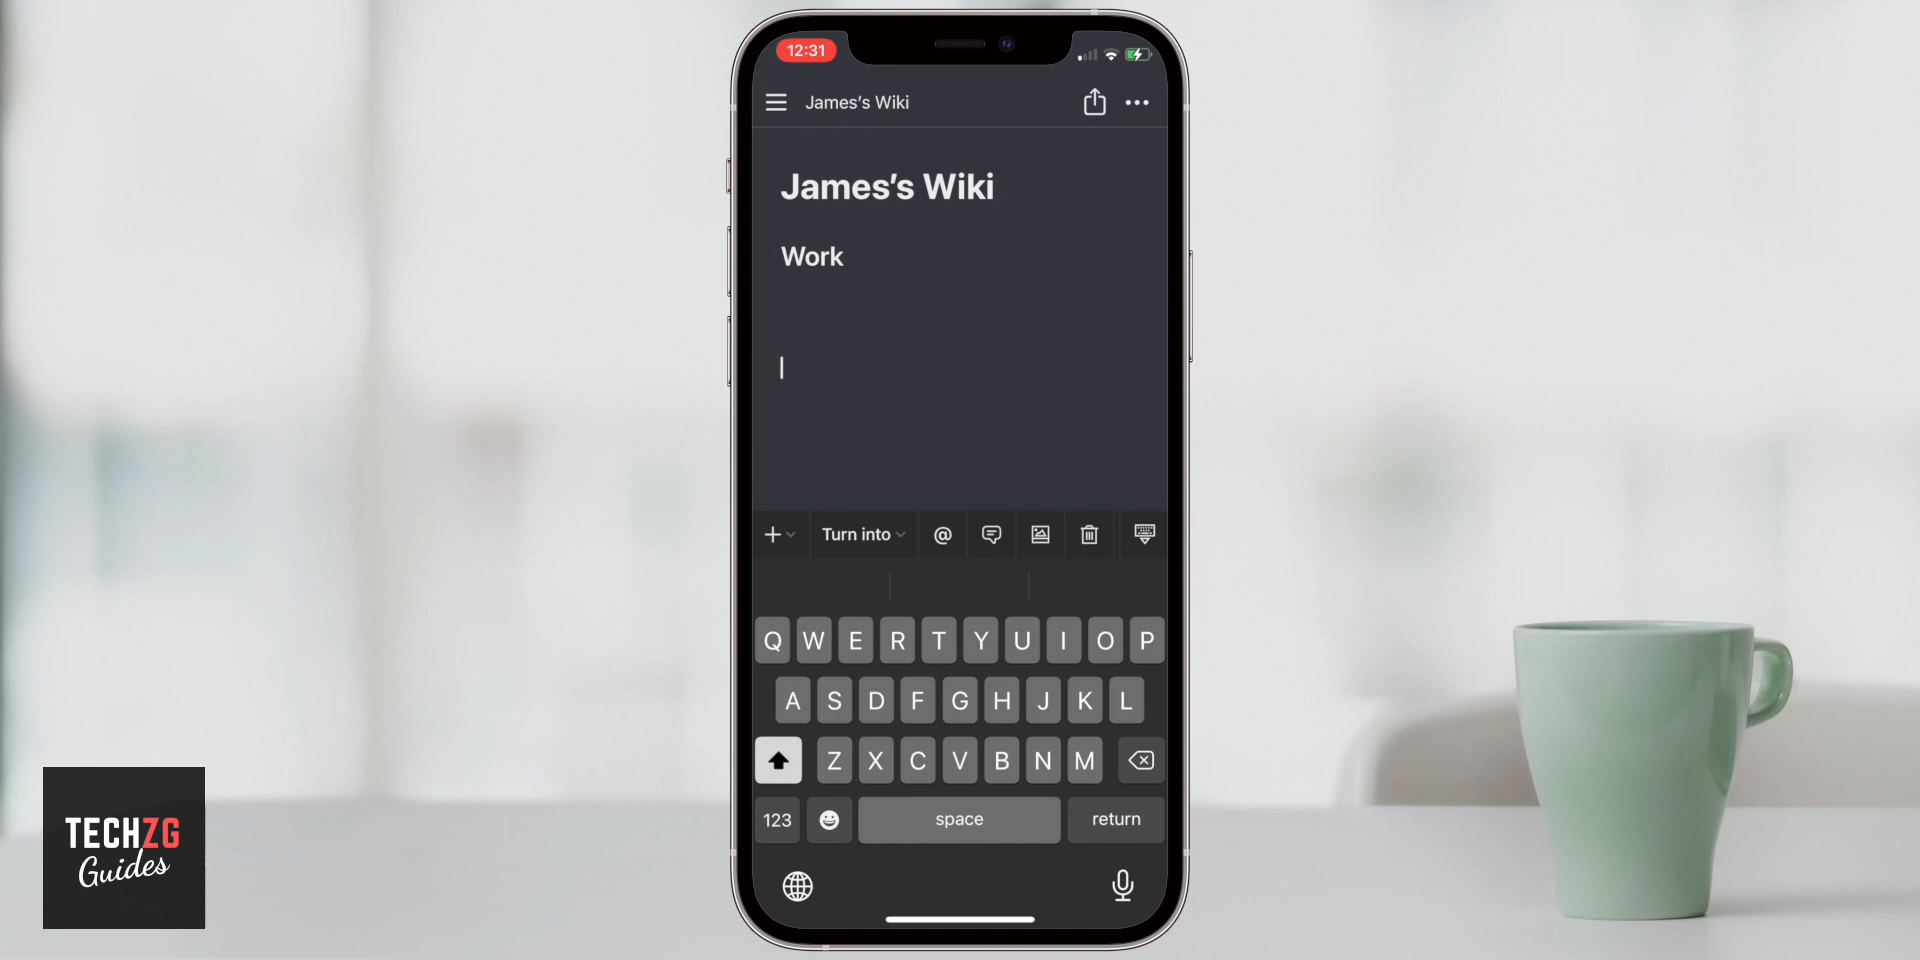 12:31
James's Wiki
James's Wiki
Work
Turn into
@
Q W E R T Y U I O P
A S D F G H J K L
Z X C V B N M
123 space return
TECHZG
Guides